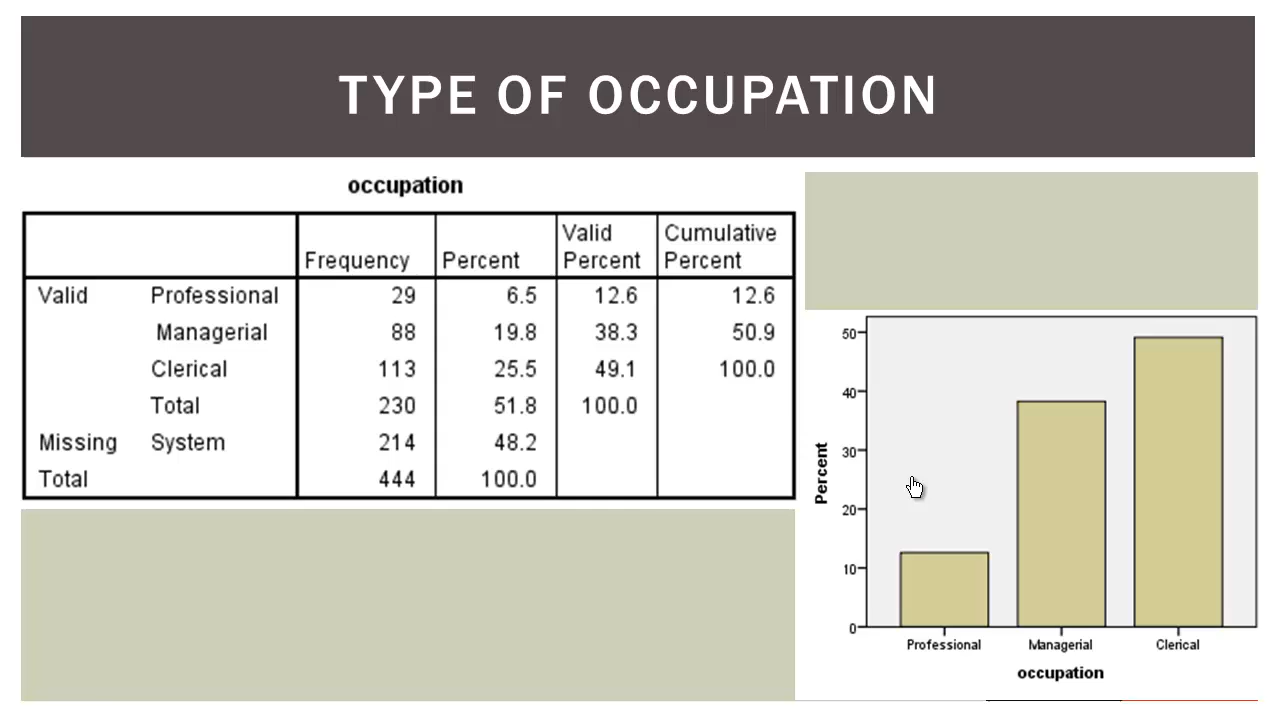 TYPE OF OCCUPATION
occupation
Frequency Percent Valid Percent Cumulative Percent
Valid Professional 29 6.5 12.6 12.6
Managerial 88 19.8 38.3 50.9
Clerical 113 25.5 49.1 100.0
Total 230 51.8 100.0
Missing System 214 48.2
Total 444 100.0
Percent
50
40
30
20
10
0
Professional Managerial Clerical
occupation